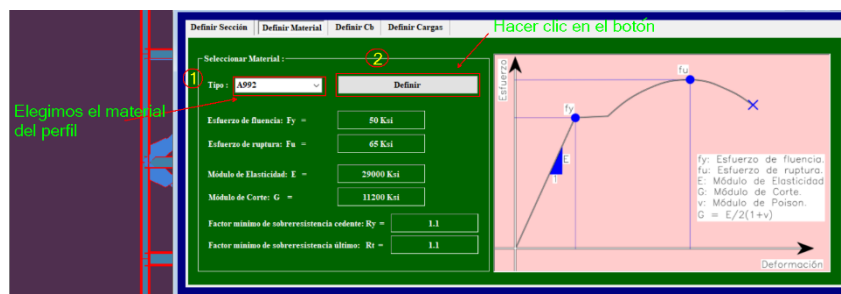 Definir Sección Definir Material Definir Cb Definir Cargas
Hacer clic en el botón
Seleccionar Material :
2
1
Tipo : A992
Definir
Elegimos el material
del perfil
Esfuerzo de fluencia: Fy = 50 Ksi
Esfuerzo de ruptura: Fu = 65 Ksi
Módulo de Elasticidad: E = 29000 Ksi
Módulo de Corte: G = 11200 Ksi
Factor mínimo de sobreresistencia cedente: Ry = 1.1
Factor mínimo de sobreresistencia último: Rt = 1.1
Esfuerzo
fu
fy
E
1
fy: Esfuerzo de fluencia.
fu: Esfuerzo de ruptura.
E: Módulo de Elasticidad
G: Módulo de Corte.
v: Módulo de Poison.
G = E/2(1+v)
Deformación